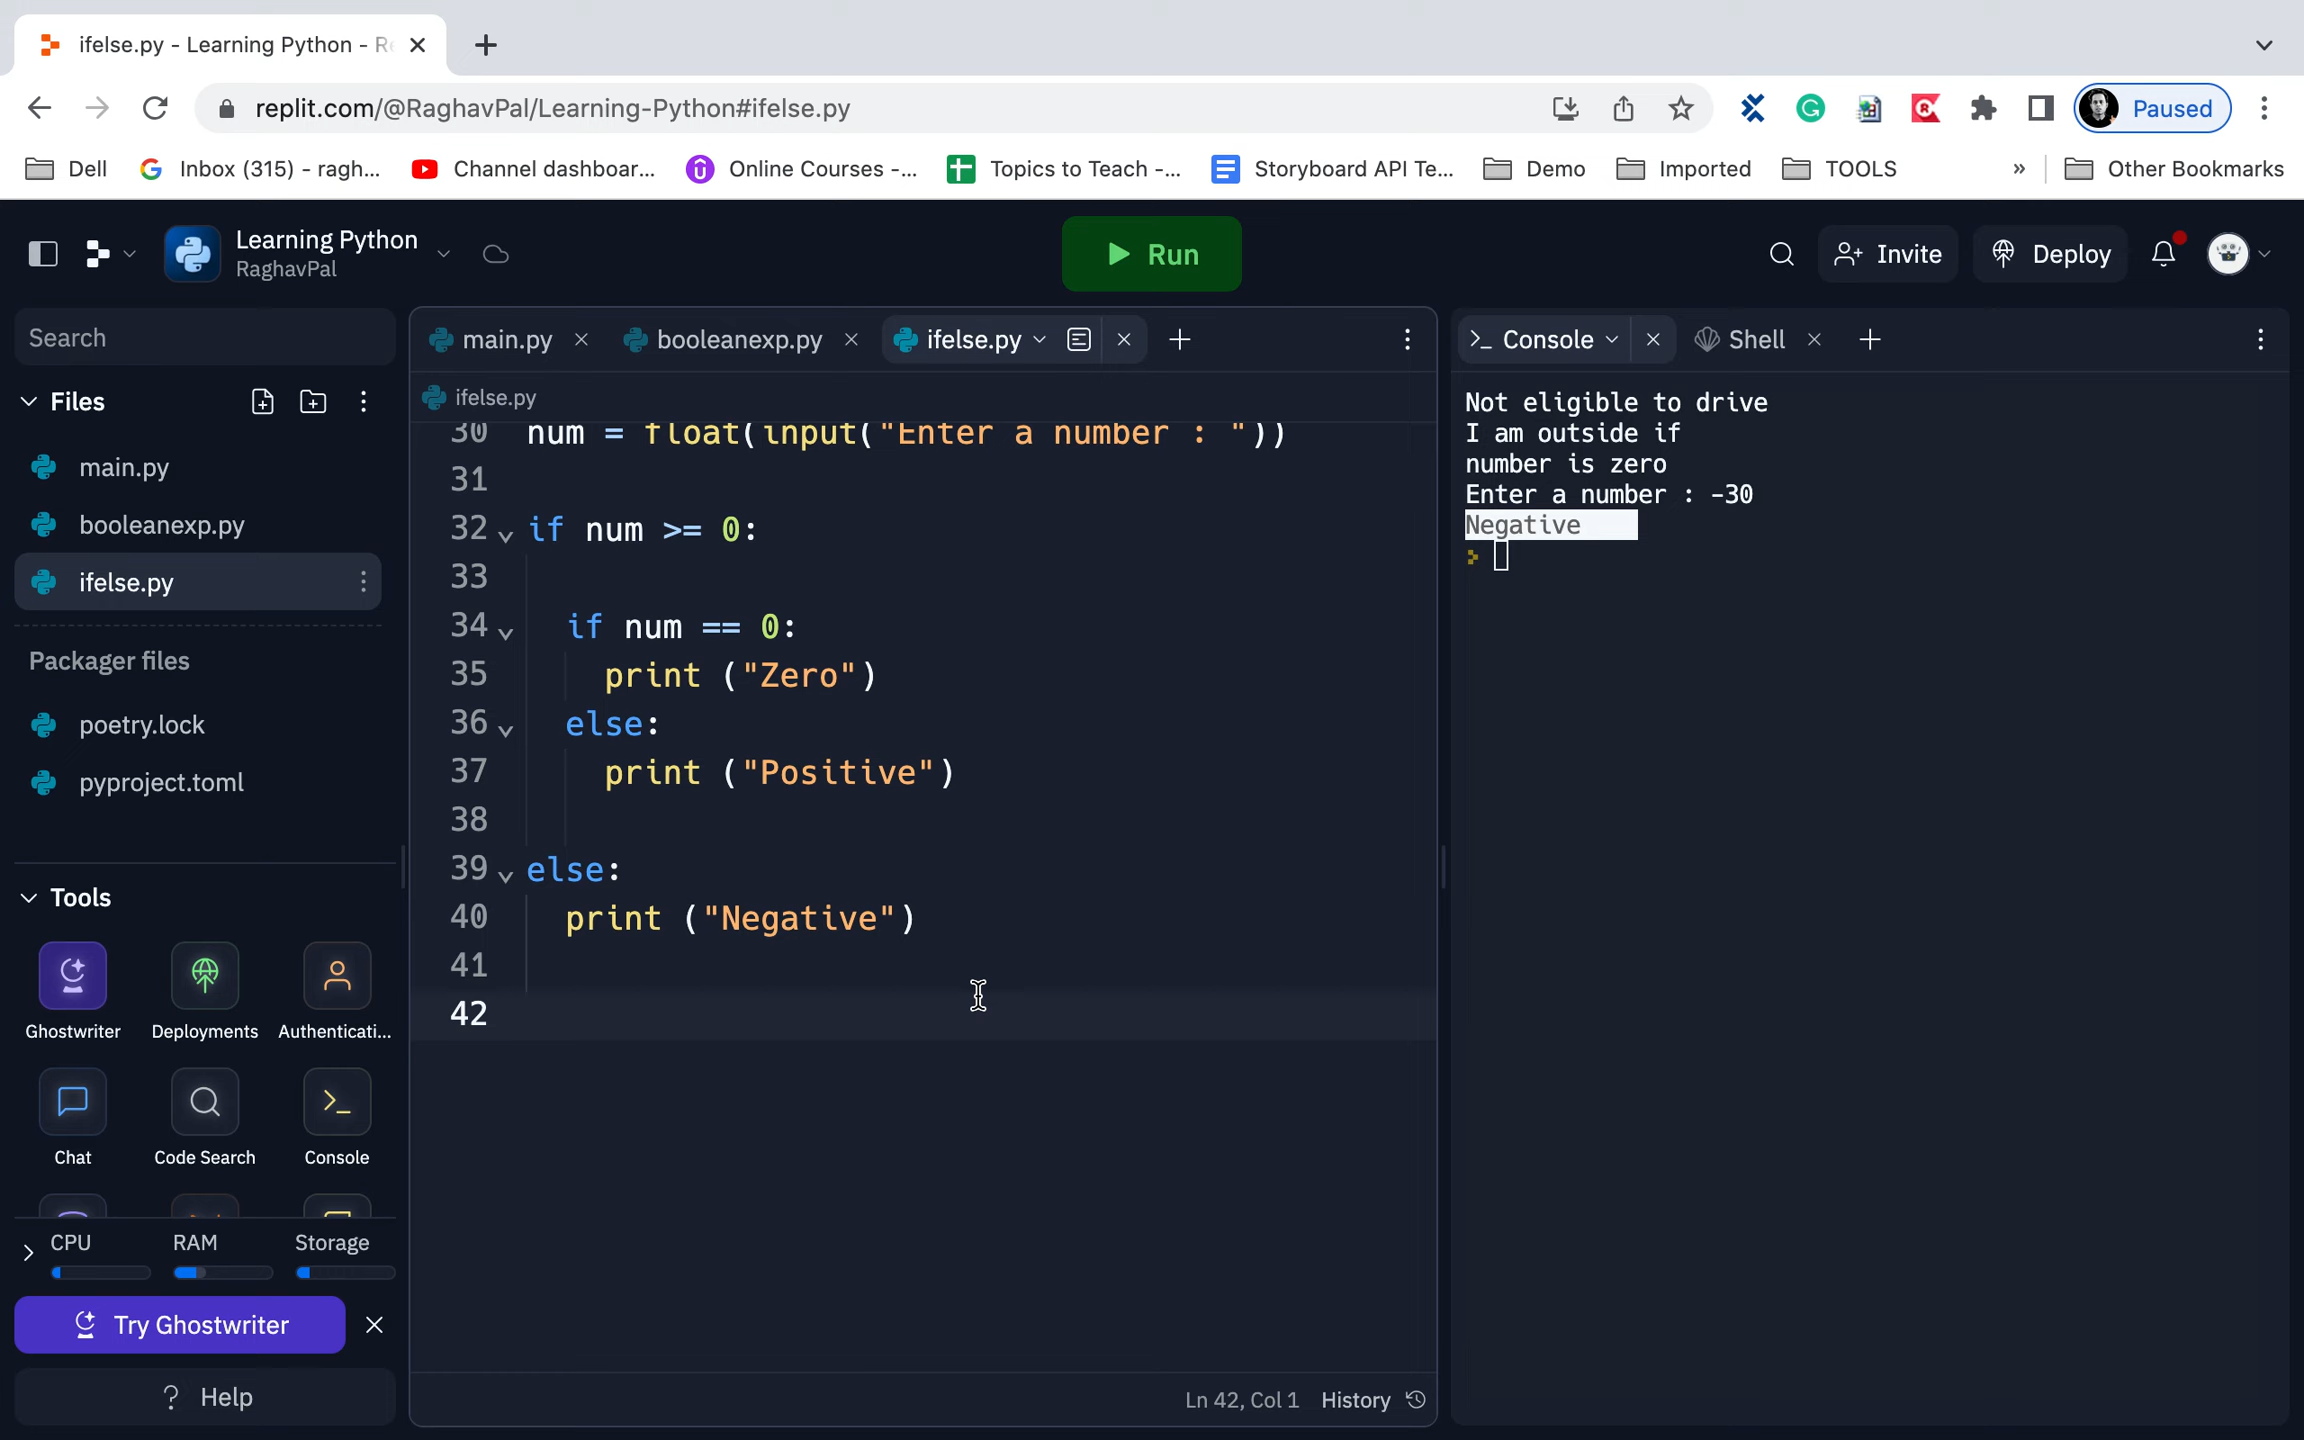 ifelse.py - Learning Python - Re
replit.com/@RaghavPal/Learning-Python#ifelse.py
Paused
Dell
Inbox (315) - ragh...
Channel dashboar...
Online Courses -...
Topics to Teach -...
Storyboard API Te...
Demo
Imported
TOOLS
»
Other Bookmarks
Learning Python
RaghavPal
Run
Invite
Deploy
Search
Files
main.py
booleanexp.py
ifelse.py
Packager files
poetry.lock
pyproject.toml
Tools
Ghostwriter
Deployments
Authenticati...
Chat
Code Search
Console
CPU
RAM
Storage
Try Ghostwriter
? Help
main.py
booleanexp.py
ifelse.py
ifelse.py
30 num = float(input("Enter a number : "))
31
32 if num >= 0:
33
34 if num == 0:
35 print ("Zero")
36 else:
37 print ("Positive")
38
39 else:
40 print ("Negative")
41
42
Ln 42, Col 1 History
>_ Console
Shell
Not eligible to drive
I am outside if
number is zero
Enter a number : -30
Negative